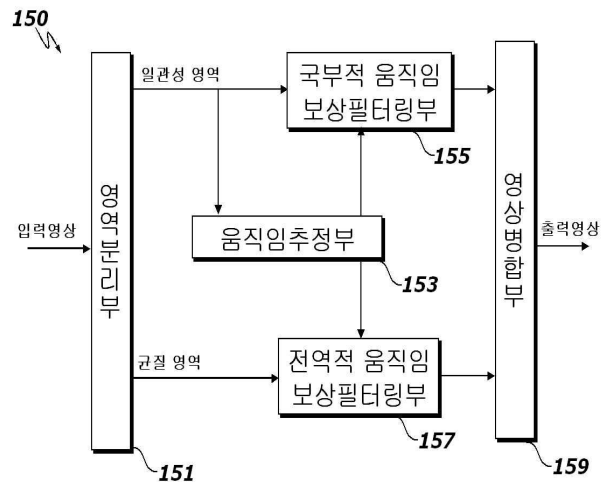 150
일관성 영역
국부적 움직임
보상필터링부
155
영역분리부
입력영상
움직임추정부
153
영상병합부
출력영상
균질 영역
전역적 움직임
보상필터링부
157
151
159